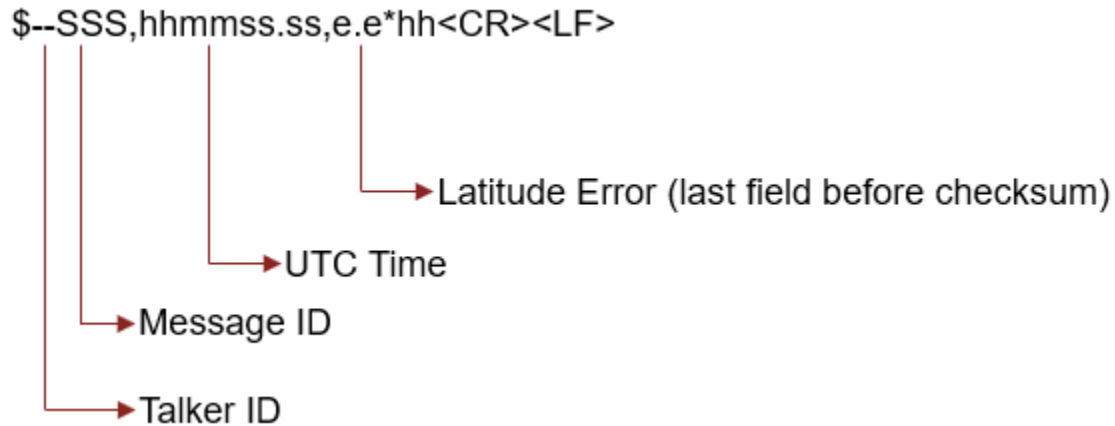 $--SSS,hhmmss.ss,e.e*hh<CR><LF>
Latitude Error (last field before checksum)
UTC Time
Message ID
Talker ID